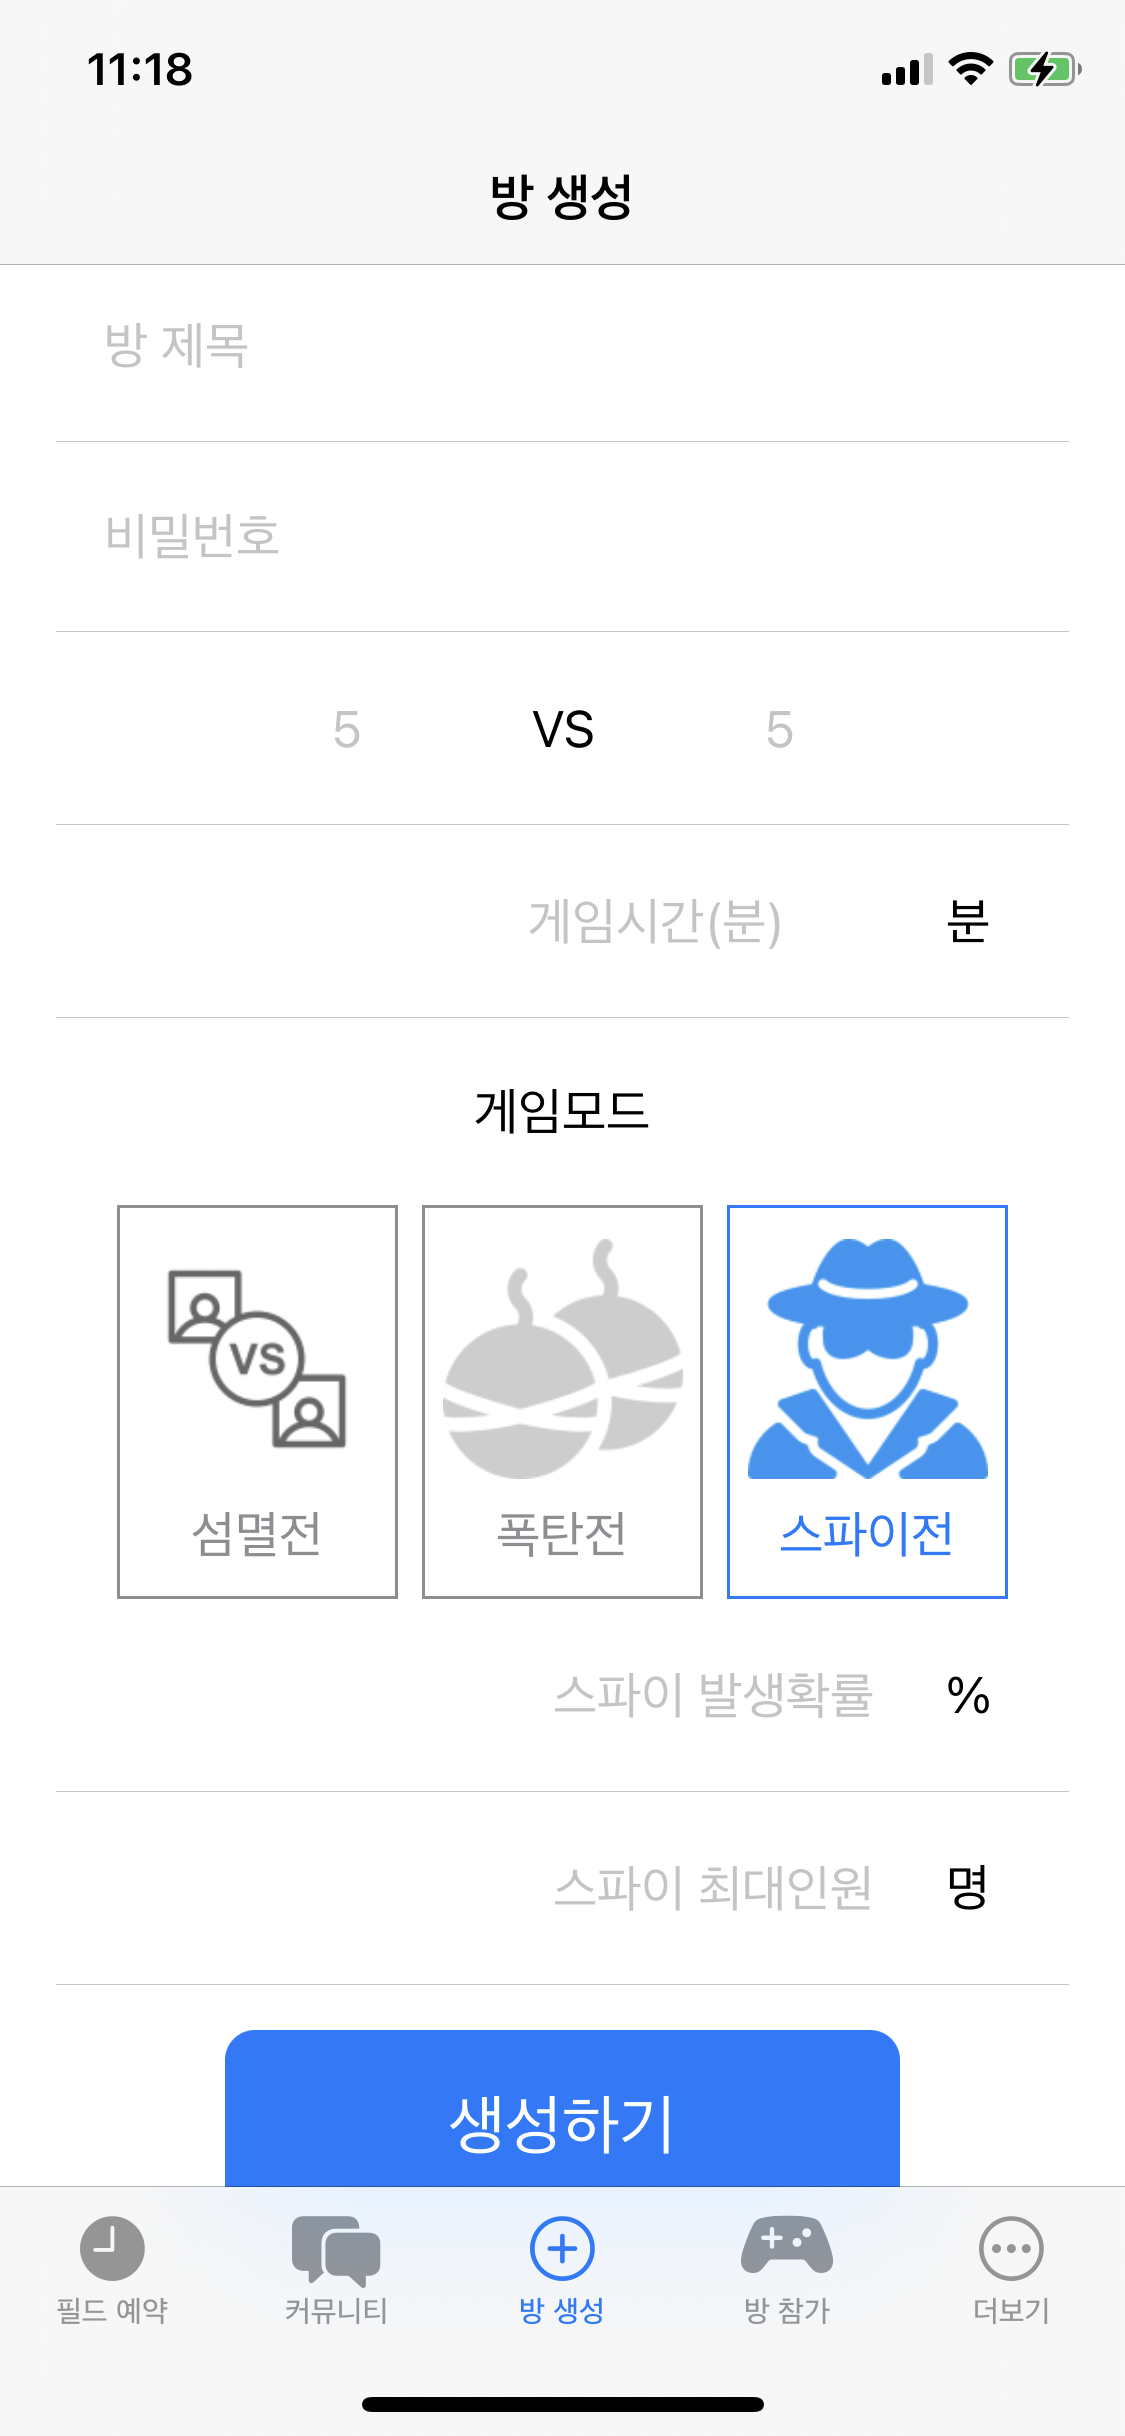 11:18
방 생성
방 제목
비밀번호
5 VS 5
게임시간(분) 분
게임모드
VS
섬멸전 폭탄전 스파이전
스파이 발생확률 %
스파이 최대인원 명
생성하기
필드 예약 커뮤니티 방 생성 방 참가 더보기